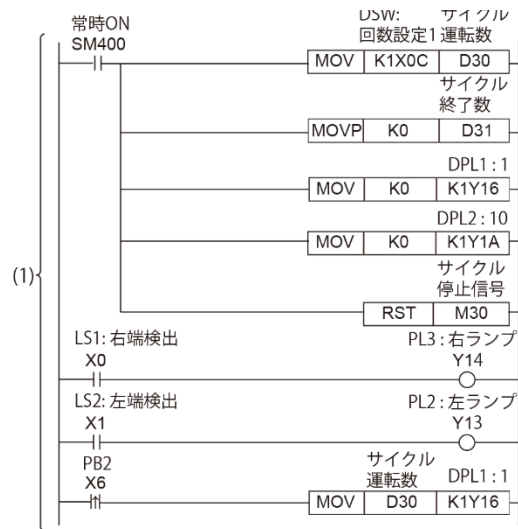 DSW: サイクル
常時ON 回数設定1 運転数
SM400
MOV K1X0C D30
サイクル
終了数
MOVP K0 D31
DPL1 : 1
MOV K0 K1Y16
DPL2 : 10
MOV K0 K1Y1A
(1)
サイクル
停止信号
RST M30
LS1: 右端検出 PL3 : 右ランプ
X0 Y14
LS2: 左端検出 PL2 : 左ランプ
X1 Y13
PB2 サイクル
X6 運転数 DPL1 : 1
MOV D30 K1Y16